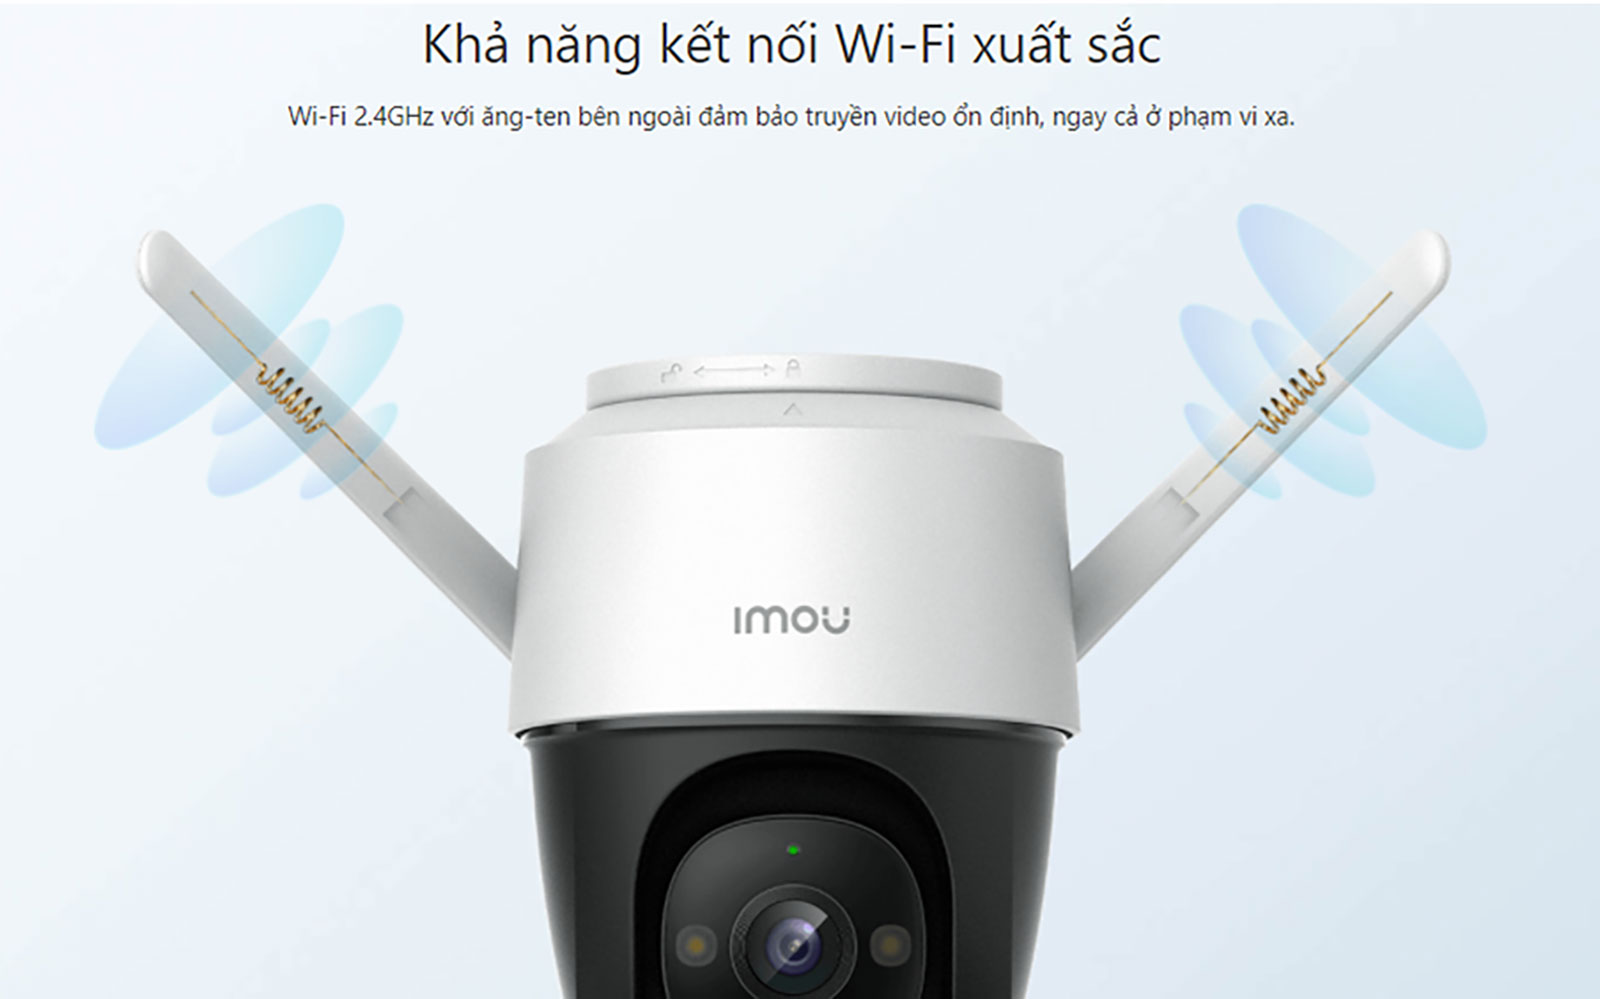 Khả năng kết nối Wi-Fi xuất sắc
Wi-Fi 2.4GHz với ăng-ten bên ngoài đảm bảo truyền video ổn định, ngay cả ở phạm vi xa.
imou